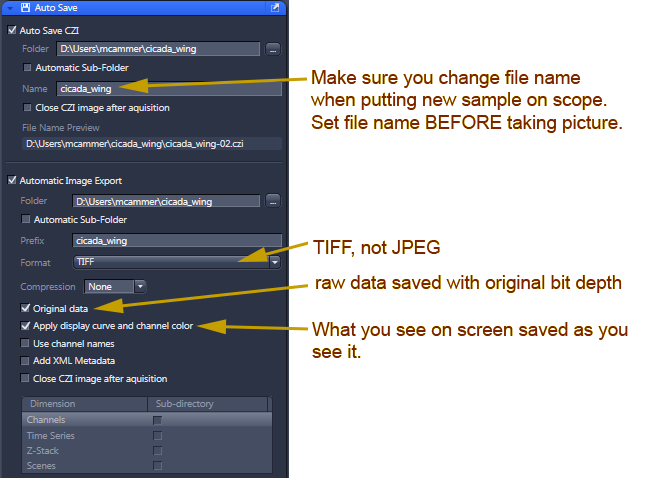 Auto Save
Auto Save CZI
Folder D:\Users\mcammer\cicada_wing ...
Automatic Sub-Folder
Name cicada_wing
Close CZI image after aquisition
File Name Preview
D:\Users\mcammer\cicada_wing\cicada_wing-02.czi
Make sure you change file name
when putting new sample on scope.
Set file name BEFORE taking picture.
Automatic Image Export
Folder D:\Users\mcammer\cicada_wing ...
Automatic Sub-Folder
Prefix cicada_wing
Format TIFF
TIFF, not JPEG
Compression None
Original data
raw data saved with original bit depth
Apply display curve and channel color
What you see on screen saved as you
see it.
Use channel names
Add XML Metadata
Close CZI image after aquisition
Dimension Sub-directory
Channels
Time Series
Z-Stack
Scenes